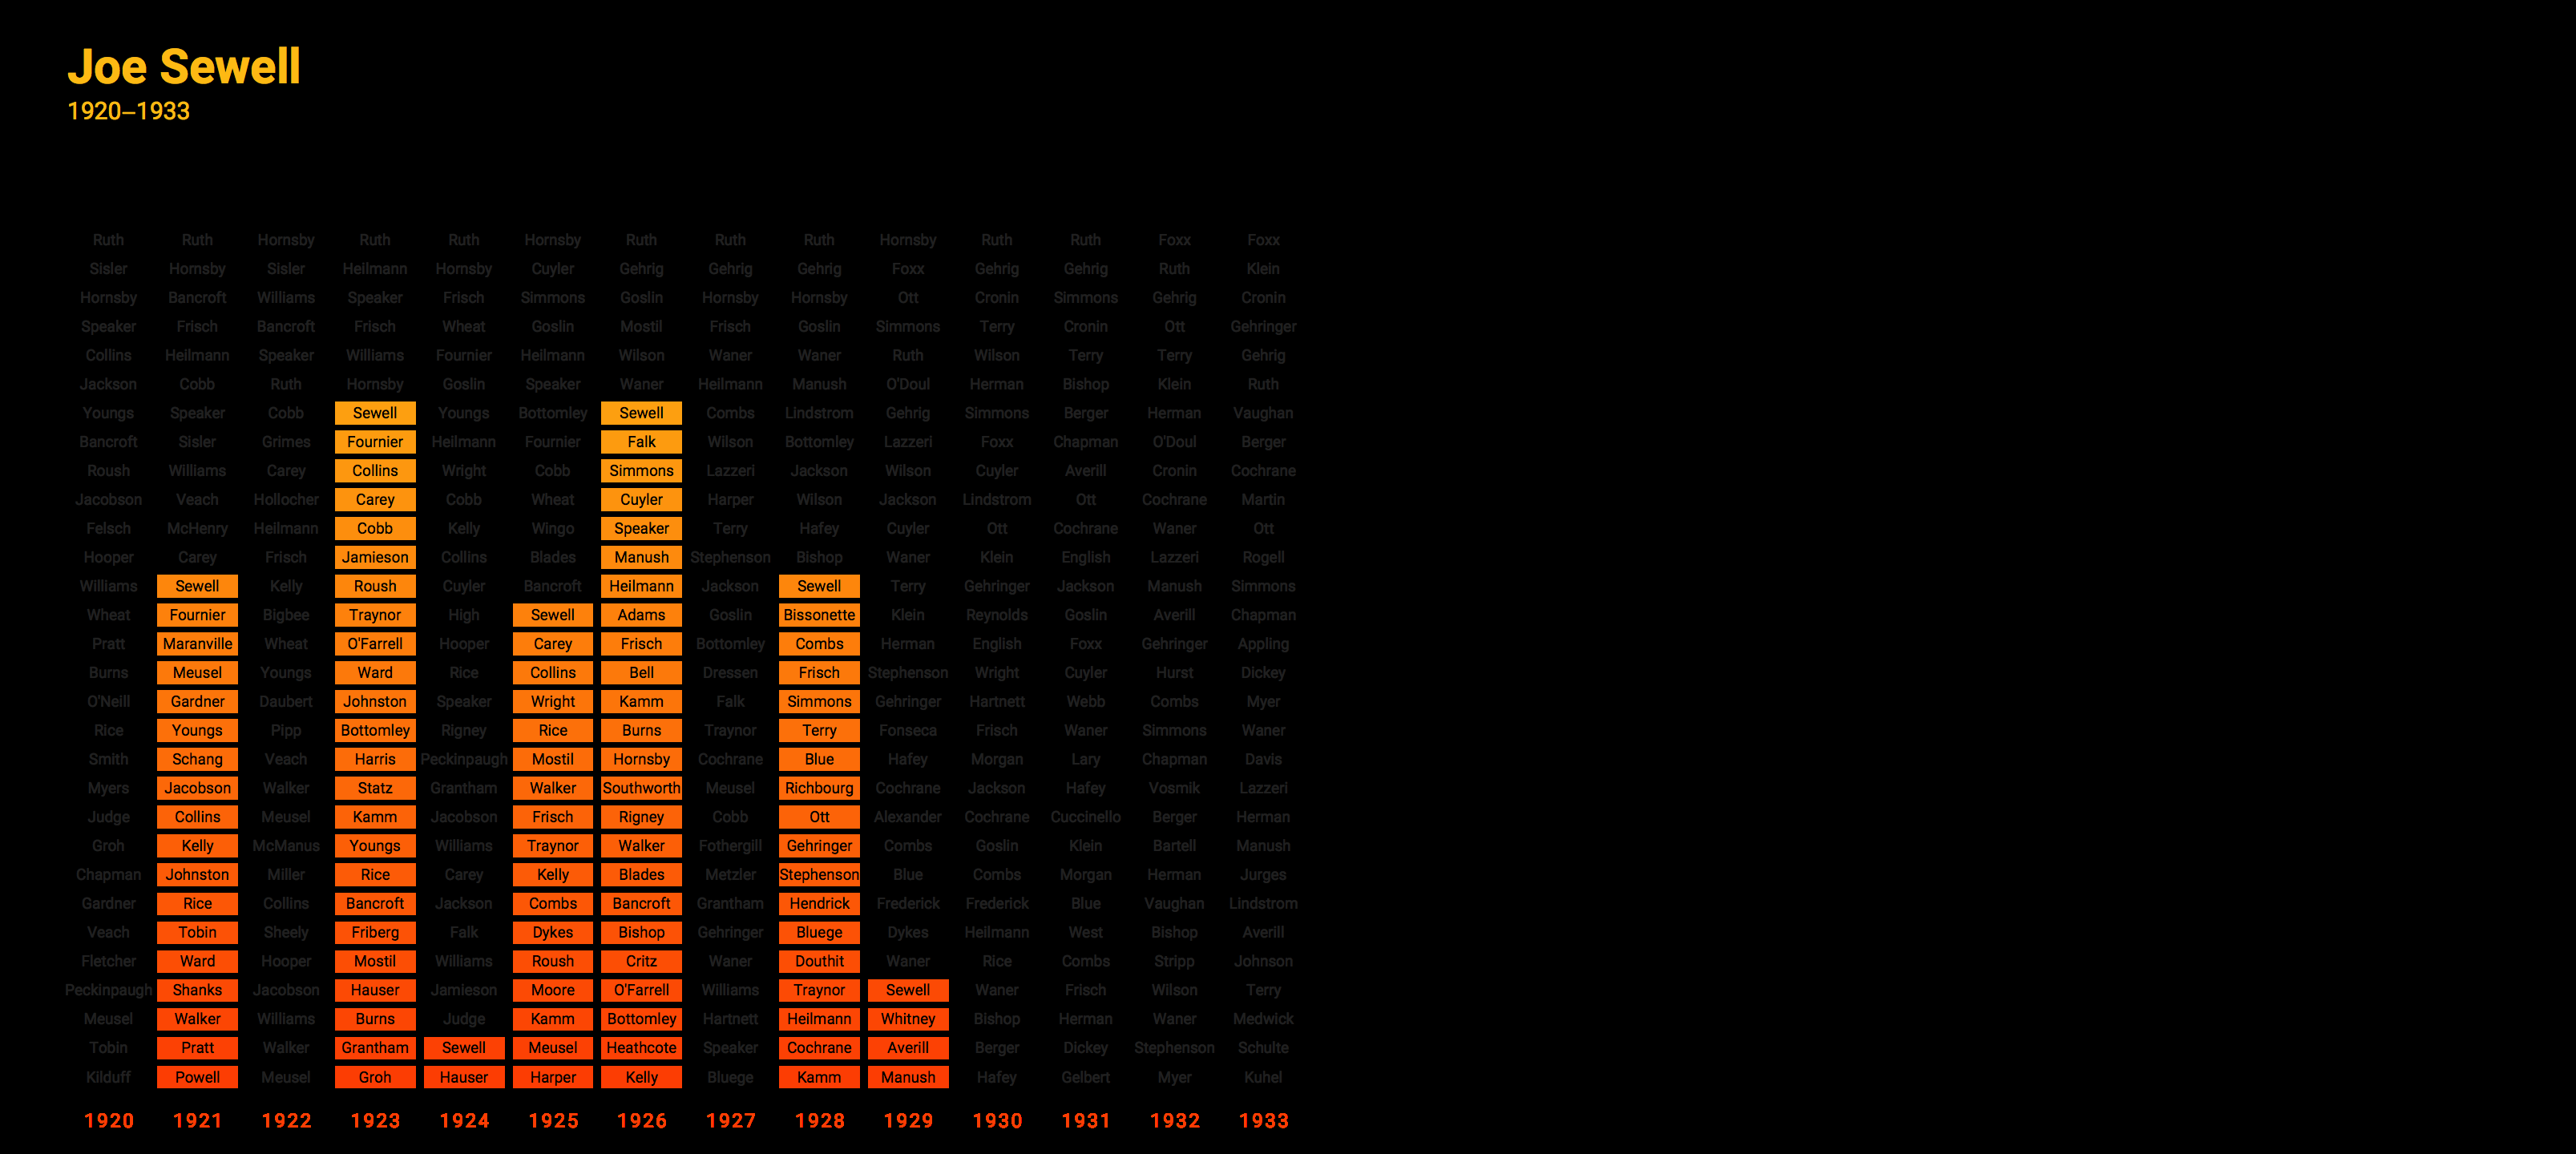 Joe Sewell
1920–1933
Ruth Ruth Hornsby Ruth Ruth Hornsby Ruth Ruth Ruth Hornsby Ruth Ruth Foxx Foxx
Sisler Hornsby Sisler Heilmann Hornsby Cuyler Gehrig Gehrig Gehrig Foxx Gehrig Gehrig Ruth Klein
Hornsby Bancroft Williams Speaker Frisch Simmons Goslin Hornsby Hornsby Ott Cronin Simmons Gehrig Cronin
Speaker Frisch Bancroft Frisch Wheat Goslin Mostil Frisch Goslin Simmons Terry Cronin Ott Gehringer
Collins Heilmann Speaker Williams Fournier Heilmann Wilson Waner Waner Ruth Wilson Terry Terry Gehrig
Jackson Cobb Ruth Hornsby Goslin Speaker Waner Heilmann Manush O'Doul Herman Bishop Klein Ruth
Youngs Speaker Cobb Sewell Youngs Bottomley Sewell Combs Lindstrom Gehrig Simmons Berger Herman Vaughan
Bancroft Sisler Grimes Fournier Heilmann Fournier Falk Wilson Bottomley Lazzeri Foxx Chapman O'Doul Berger
Roush Williams Carey Collins Wright Cobb Simmons Lazzeri Jackson Wilson Cuyler Averill Cronin Cochrane
Jacobson Veach Hollocher Carey Cobb Wheat Cuyler Harper Wilson Jackson Lindstrom Ott Cochrane Martin
Felsch McHenry Heilmann Cobb Kelly Wingo Speaker Terry Hafey Cuyler Ott Cochrane Waner Ott
Hooper Carey Frisch Jamieson Collins Blades Manush Stephenson Bishop Waner Klein English Lazzeri Rogell
Williams Sewell Kelly Roush Cuyler Bancroft Heilmann Jackson Sewell Terry Gehringer Jackson Manush Simmons
Wheat Fournier Bigbee Traynor High Sewell Adams Goslin Bissonette Klein Reynolds Goslin Averill Chapman
Pratt Maranville Wheat O'Farrell Hooper Carey Frisch Bottomley Combs Herman English Foxx Gehringer Appling
Burns Meusel Youngs Ward Rice Collins Bell Dressen Frisch Stephenson Wright Cuyler Hurst Dickey
O'Neill Gardner Daubert Johnston Speaker Wright Kamm Falk Simmons Gehringer Hartnett Webb Combs Myer
Rice Youngs Pipp Bottomley Rigney Rice Burns Traynor Terry Fonseca Frisch Waner Simmons Waner
Smith Schang Veach Harris Peckinpaugh Mostil Hornsby Cochrane Blue Hafey Morgan Lary Chapman Davis
Myers Jacobson Walker Statz Grantham Walker Southworth Meusel Richbourg Cochrane Jackson Hafey Vosmik Lazzeri
Judge Collins Meusel Kamm Jacobson Frisch Rigney Cobb Ott Alexander Cochrane Cuccinello Berger Herman
Groh Kelly McManus Youngs Williams Traynor Walker Fothergill Gehringer Combs Goslin Klein Bartell Manush
Chapman Johnston Miller Rice Carey Kelly Blades Metzler Stephenson Blue Combs Morgan Herman Jurges
Gardner Rice Collins Bancroft Jackson Combs Bancroft Grantham Hendrick Frederick Frederick Blue Vaughan Lindstrom
Veach Tobin Sheely Friberg Falk Dykes Bishop Gehringer Bluege Dykes Heilmann West Bishop Averill
Fletcher Ward Hooper Mostil Williams Roush Critz Waner Douthit Waner Rice Combs Stripp Johnson
Peckinpaugh Shanks Jacobson Hauser Jamieson Moore O'Farrell Williams Traynor Sewell Waner Frisch Wilson Terry
Meusel Walker Williams Burns Judge Kamm Bottomley Hartnett Heilmann Whitney Bishop Herman Waner Medwick
Tobin Pratt Walker Grantham Sewell Meusel Heathcote Speaker Cochrane Averill Berger Dickey Stephenson Schulte
Kilduff Powell Meusel Groh Hauser Harper Kelly Bluege Kamm Manush Hafey Gelbert Myer Kuhel
1920 1921 1922 1923 1924 1925 1926 1927 1928 1929 1930 1931 1932 1933